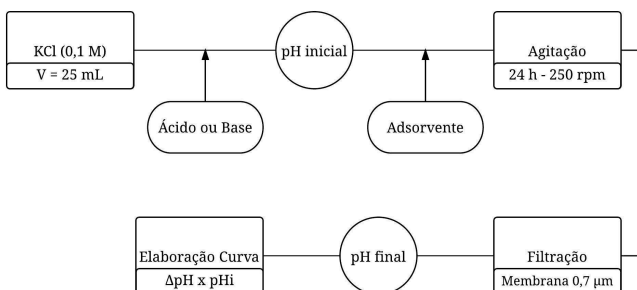 KCl (0,1 M)
V = 25 mL
pH inicial
Agitação
24 h - 250 rpm
Ácido ou Base
Adsorvente
Elaboração Curva
ΔpH x pHi
pH final
Filtração
Membrana 0,7 µm